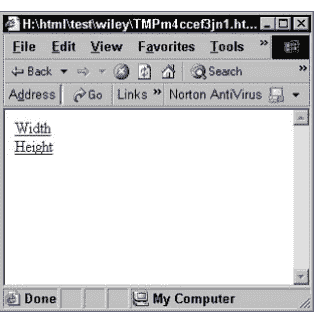 H:\html\test\wiley\TMPm4ccef3jn1.ht...
File Edit View Favorites Tools »
Back Search »
Address Go Links » Norton AntiVirus
Width
Height
Done My Computer